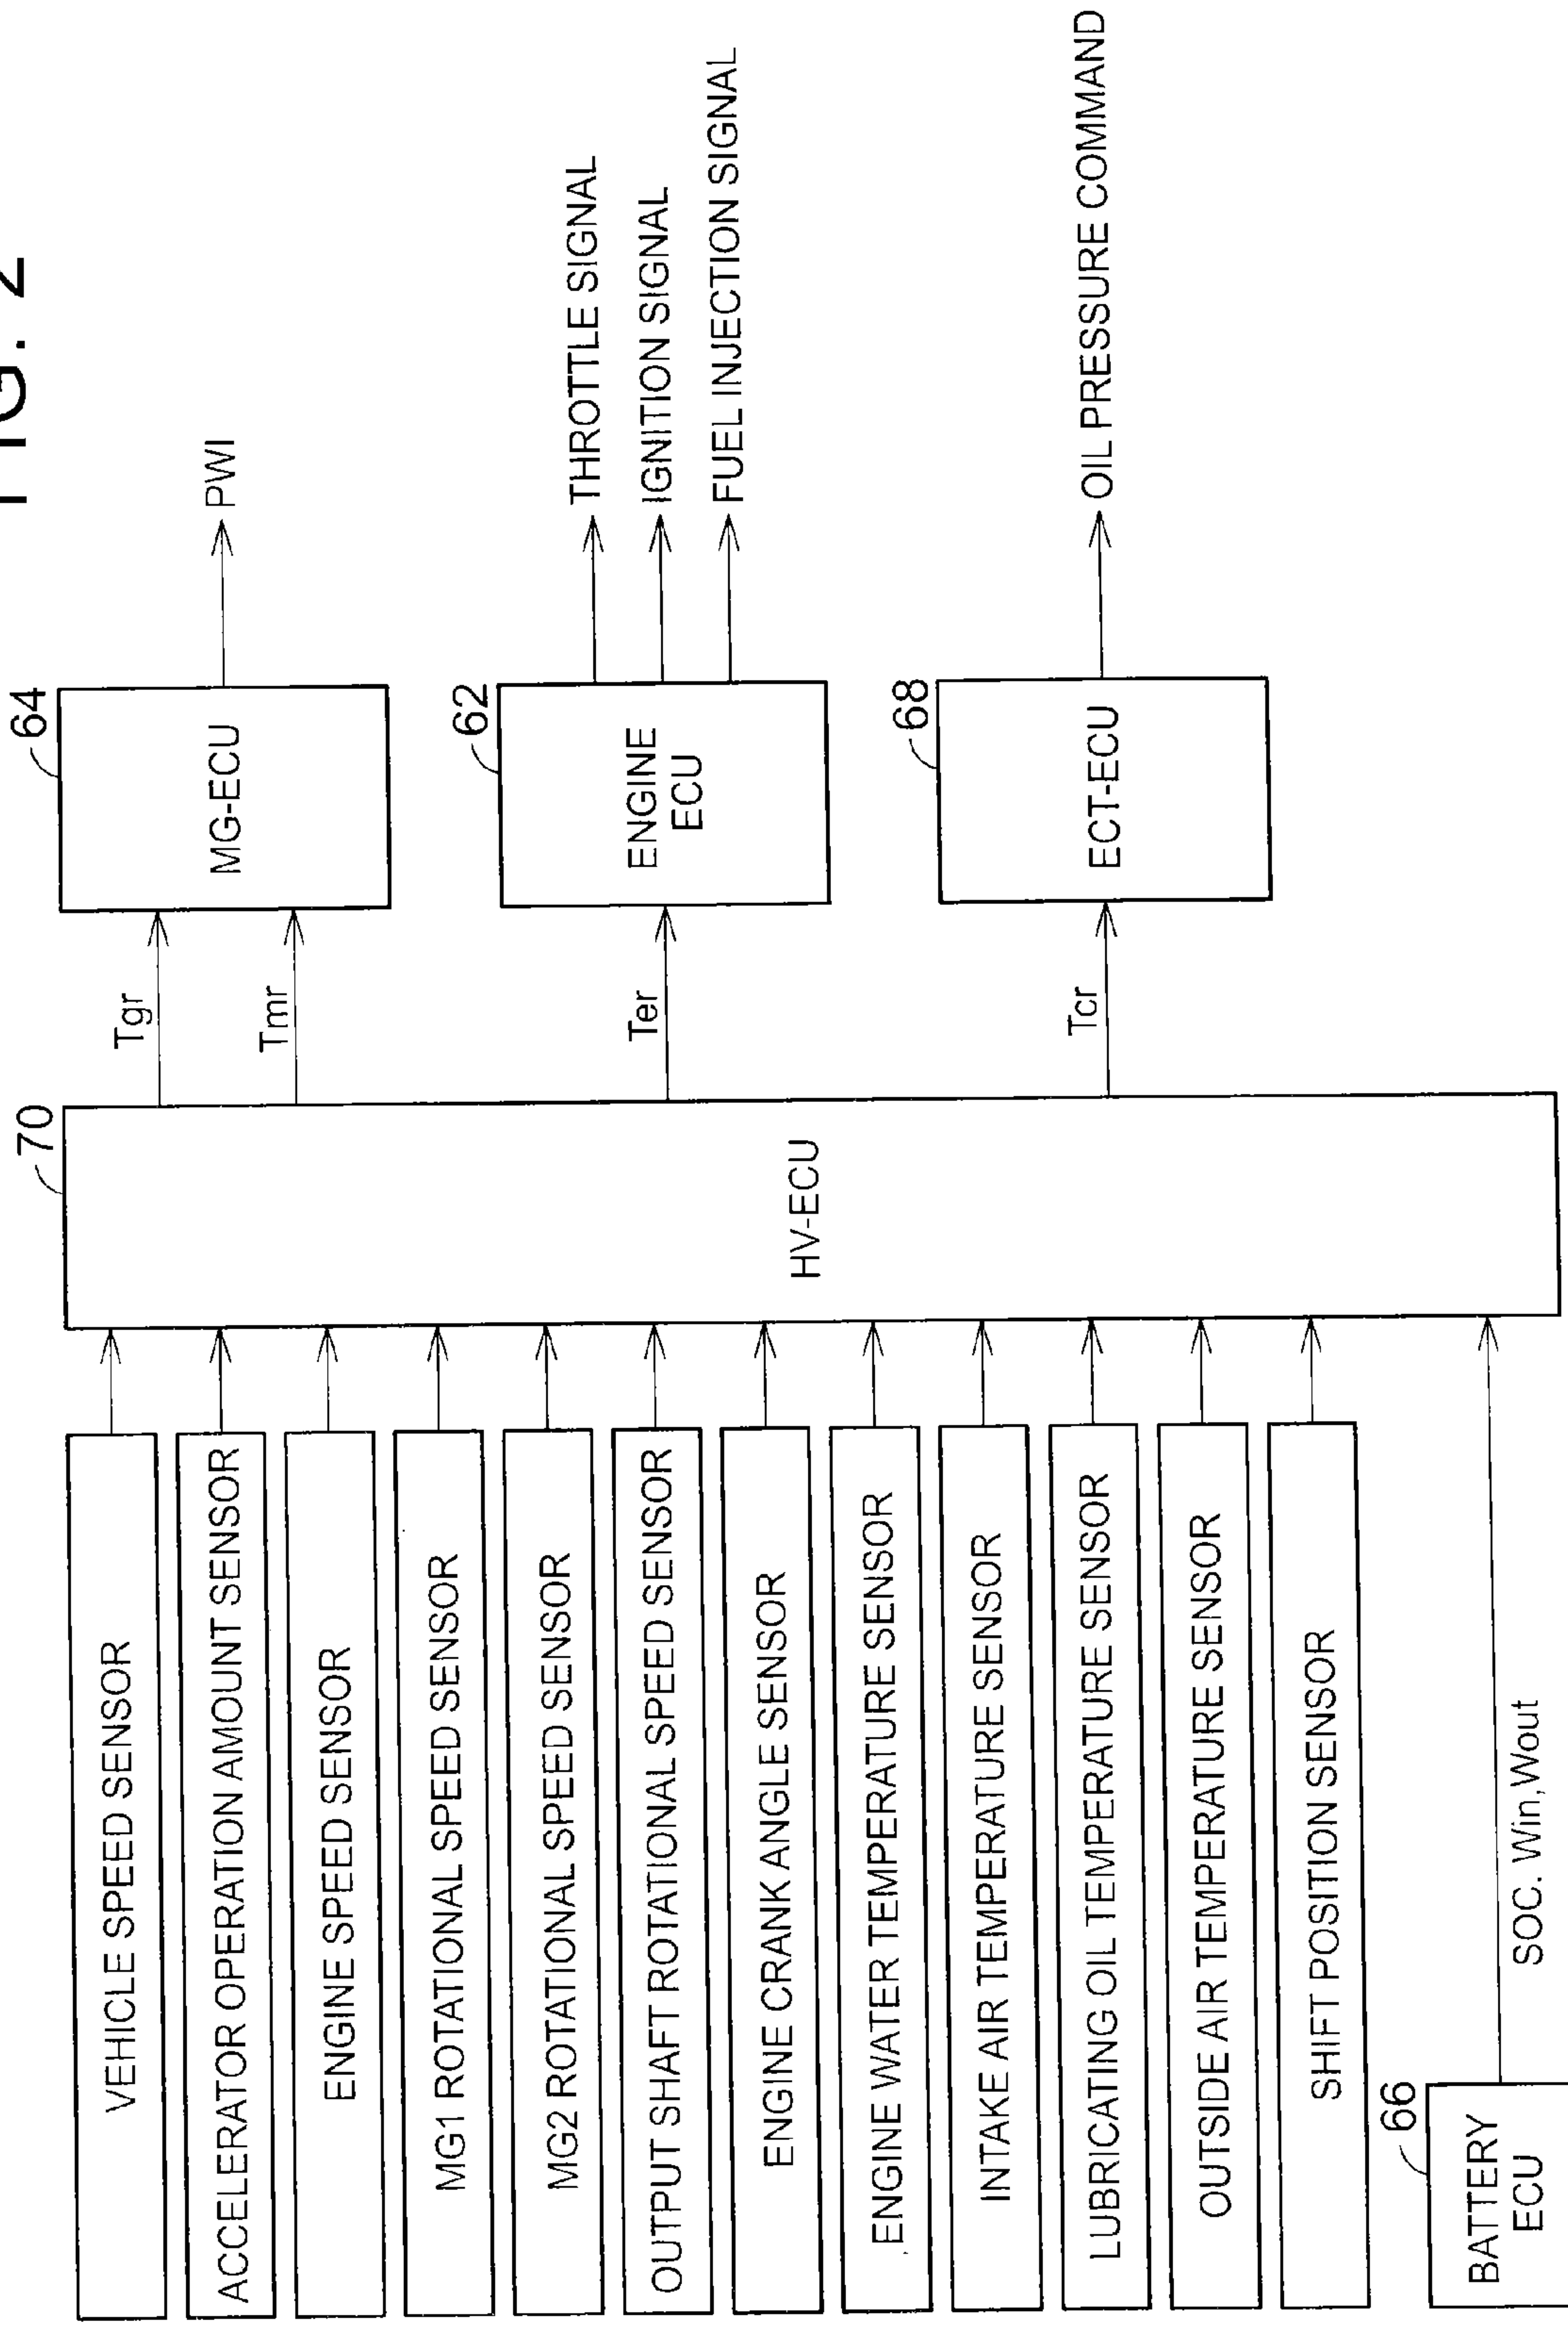 FIG. 2
VEHICLE SPEED SENSOR
ACCELERATOR OPERATION AMOUNT SENSOR
ENGINE SPEED SENSOR
MG1 ROTATIONAL SPEED SENSOR
MG2 ROTATIONAL SPEED SENSOR
OUTPUT SHAFT ROTATIONAL SPEED SENSOR
ENGINE CRANK ANGLE SENSOR
ENGINE WATER TEMPERATURE SENSOR
INTAKE AIR TEMPERATURE SENSOR
LUBRICATING OIL TEMPERATURE SENSOR
OUTSIDE AIR TEMPERATURE SENSOR
SHIFT POSITION SENSOR
66
BATTERY
ECU
SOC. Win,Wout
70
HV-ECU
Tgr
Tmr
Ter
Tcr
64
MG-ECU
62
ENGINE
ECU
68
ECT-ECU
PWI
THROTTLE SIGNAL
IGNITION SIGNAL
FUEL INJECTION SIGNAL
OIL PRESSURE COMMAND